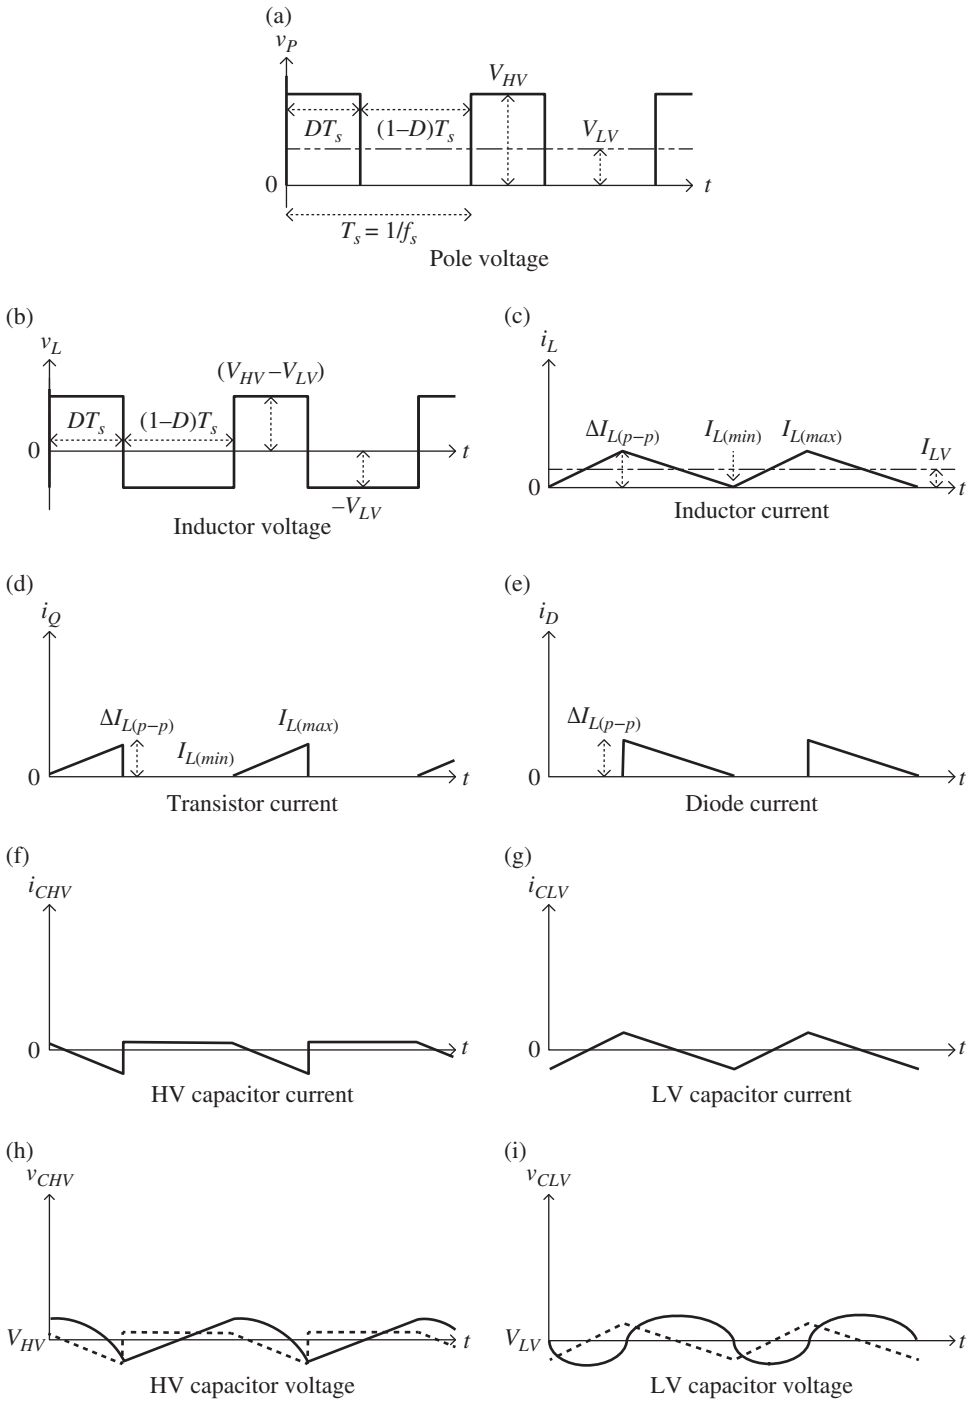 (a)
v_P
V_HV
DT_s (1–D)T_s V_LV
0 t
T_s = 1/f_s
Pole voltage
(b)
v_L
(V_HV –V_LV)
DT_s (1–D)T_s
0 t
–V_LV
Inductor voltage
(c)
i_L
ΔI_L(p–p) I_L(min) I_L(max) I_LV
0 t
Inductor current
(d)
i_Q
ΔI_L(p–p) I_L(max)
I_L(min)
0 t
Transistor current
(e)
i_D
ΔI_L(p–p)
0 t
Diode current
(f)
i_CHV
0 t
HV capacitor current
(g)
i_CLV
0 t
LV capacitor current
(h)
v_CHV
V_HV t
HV capacitor voltage
(i)
v_CLV
V_LV t
LV capacitor voltage